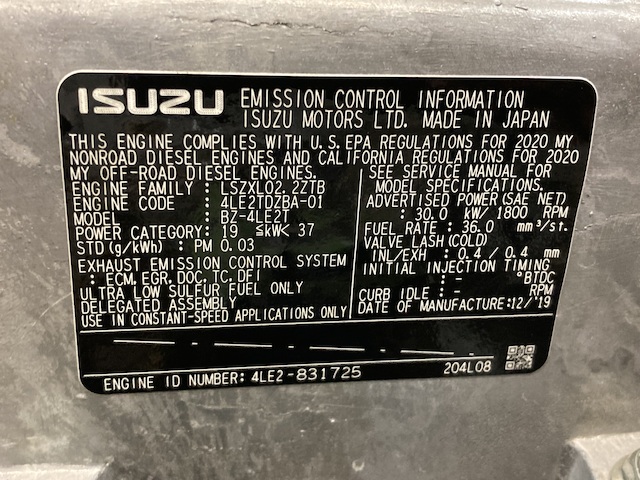 ISUZU EMISSION CONTROL INFORMATION
ISUZU MOTORS LTD. MADE IN JAPAN
THIS ENGINE COMPLIES WITH U.S.EPA REGULATIONS FOR 2020 MY
NONROAD DIESEL ENGINES AND CALIFORNIA REGULATIONS FOR 2020
MY OFF-ROAD DIESEL ENGINES.
ENGINE FAMILY : LSZXL02.2ZTB
ENGINE CODE : 4LE2TDZBA-01
MODEL : BZ-4LE2T
POWER CATEGORY : 19 ≦kW< 37
STD (g/kWh) : PM 0.03
EXHAUST EMISSION CONTROL SYSTEM
: ECM, EGR, DOC, TC, DFI
ULTRA LOW SULFUR FUEL ONLY
DELEGATED ASSEMBLY
USE IN CONSTANT-SPEED APPLICATIONS ONLY
SEE SERVICE MANUAL FOR
MODEL SPECIFICATIONS.
ADVERTISED POWER (SAE NET)
: 30.0 kW/ 1800 RPM
FUEL RATE : 36.0 mm³/st.
VALVE LASH (COLD)
INL/EXH : 0.4 / 0.4 mm
INITIAL INJECTION TIMING
: – °BTDC
CURB IDLE : – RPM
DATE OF MANUFACTURE:12/'19
ENGINE ID NUMBER: 4LE2-831725
204L08